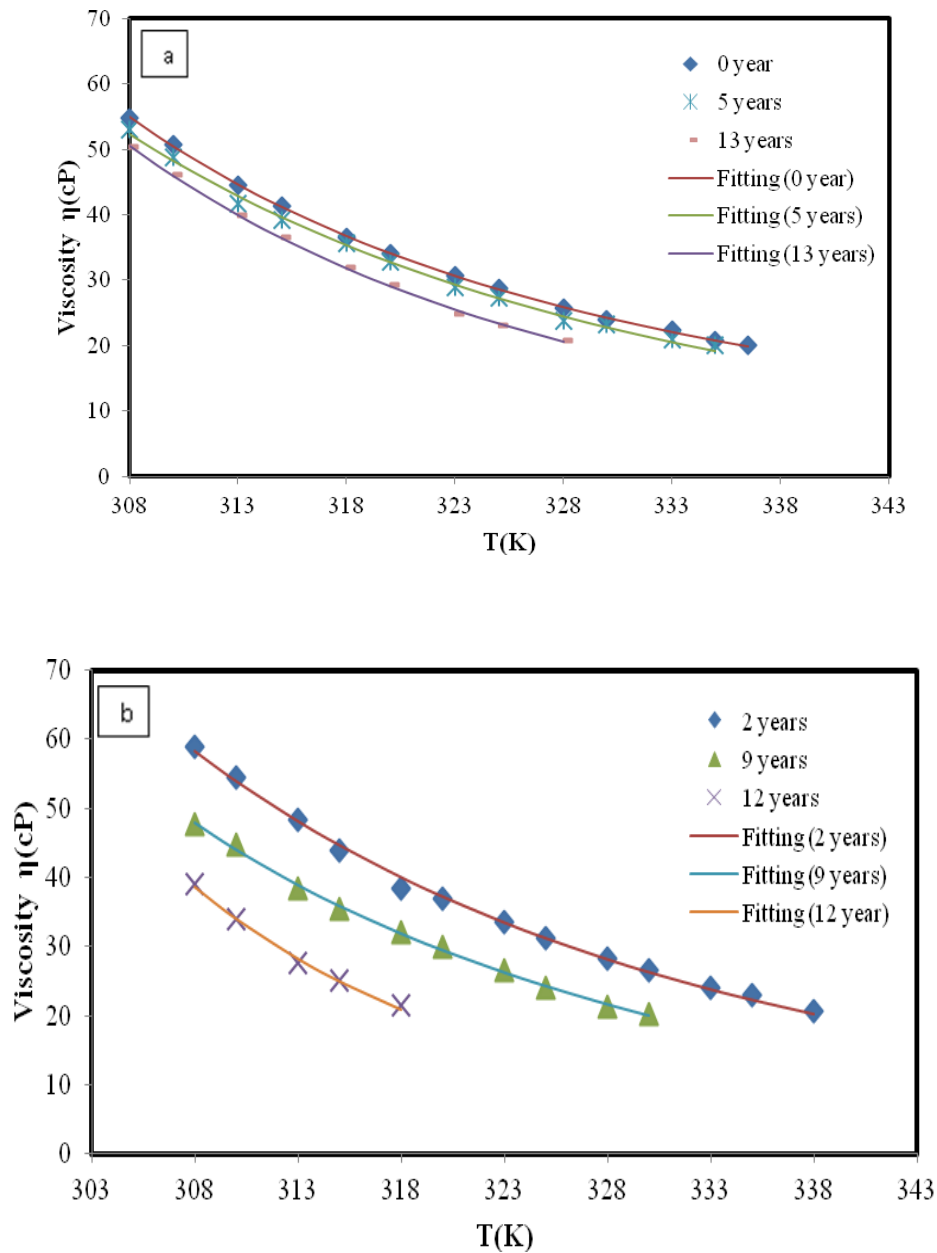 a
70
60
50
40
30
20
10
0
Viscosity η(cP)
0 year
5 years
13 years
Fitting (0 year)
Fitting (5 years)
Fitting (13 years)
308 313 318 323 328 333 338 343
T(K)
b
70
60
50
40
30
20
10
0
Viscosity η(cP)
2 years
9 years
12 years
Fitting (2 years)
Fitting (9 years)
Fitting (12 year)
303 308 313 318 323 328 333 338 343
T(K)